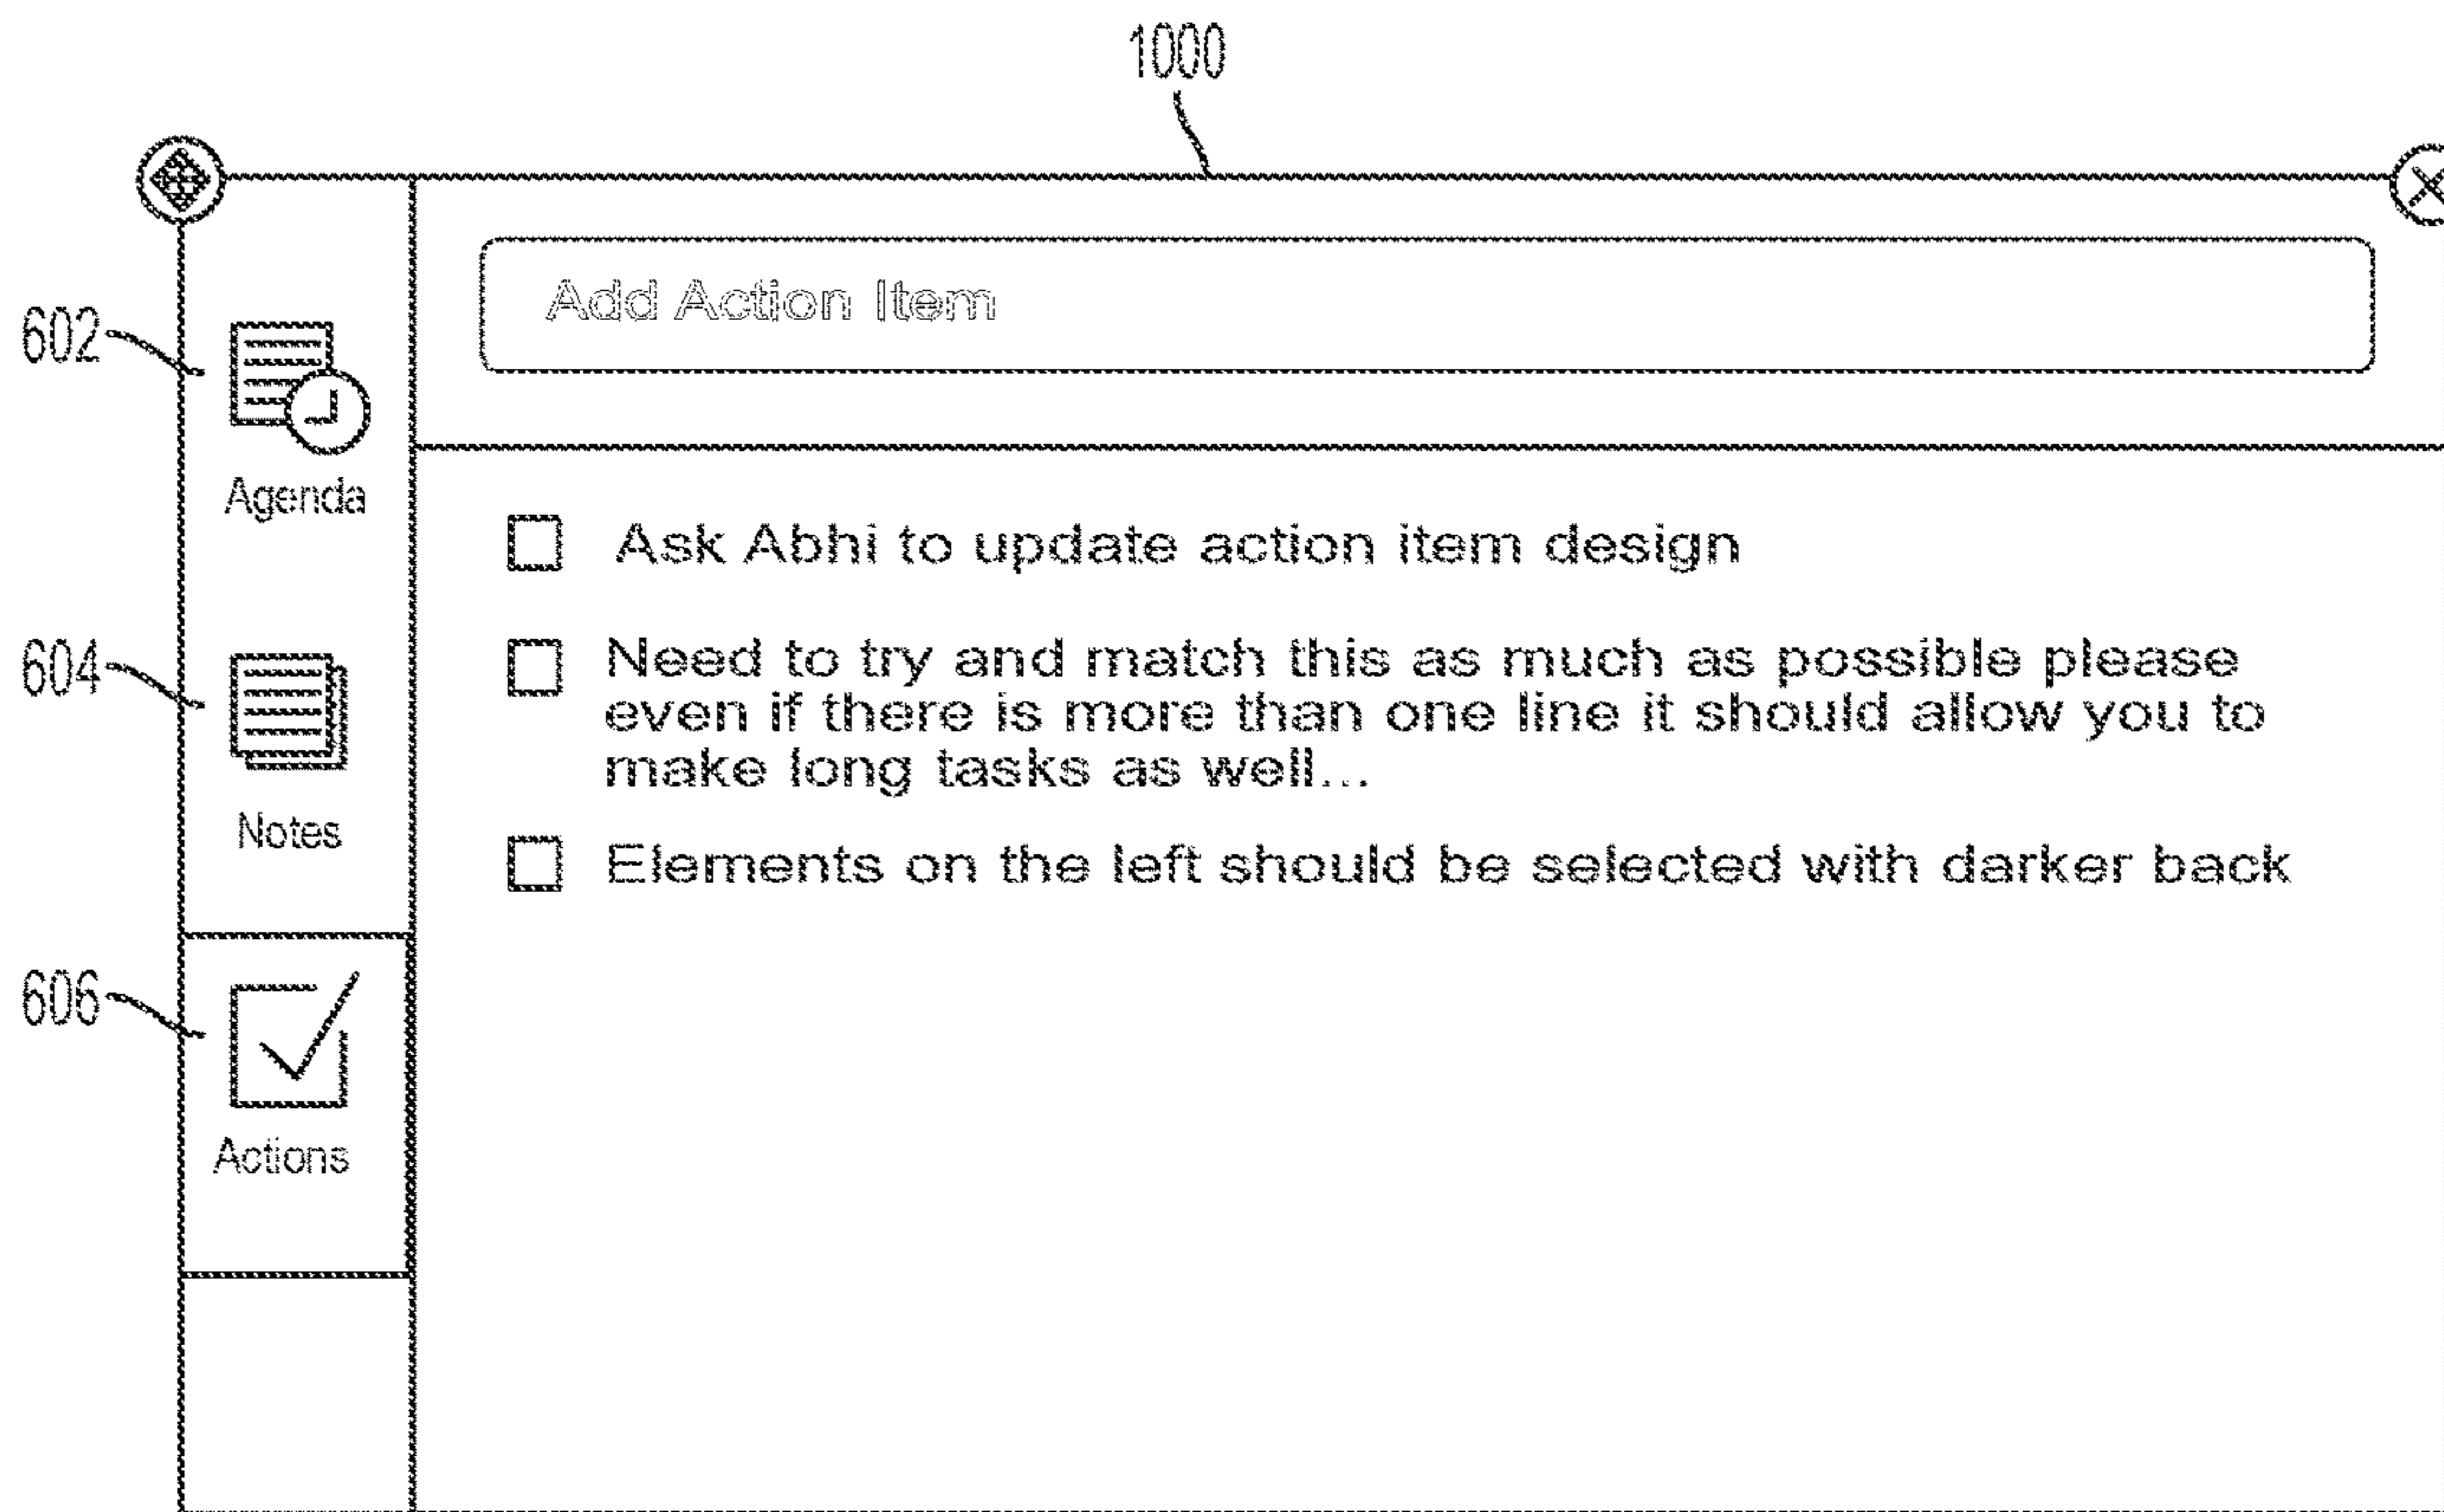 1000
Add Action Item
602
Agenda
Ask Abhi to update action item design
604
Notes
Need to try and match this as much as possible please
even if there is more than one line it should allow you to
make long tasks as well...
Elements on the left should be selected with darker back
606
Actions